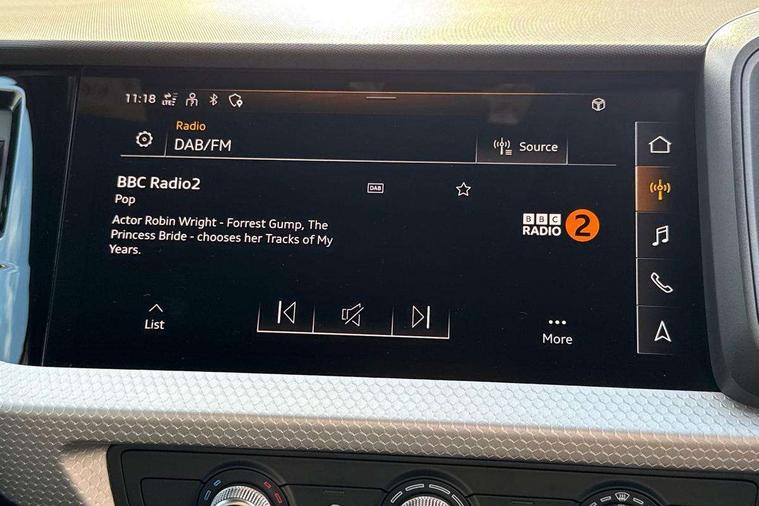 11:18 LTE
Radio
DAB/FM
Source
BBC Radio2
DAB
Pop
Actor Robin Wright - Forrest Gump, The
Princess Bride - chooses her Tracks of My
Years.
BBC
RADIO 2
List
More